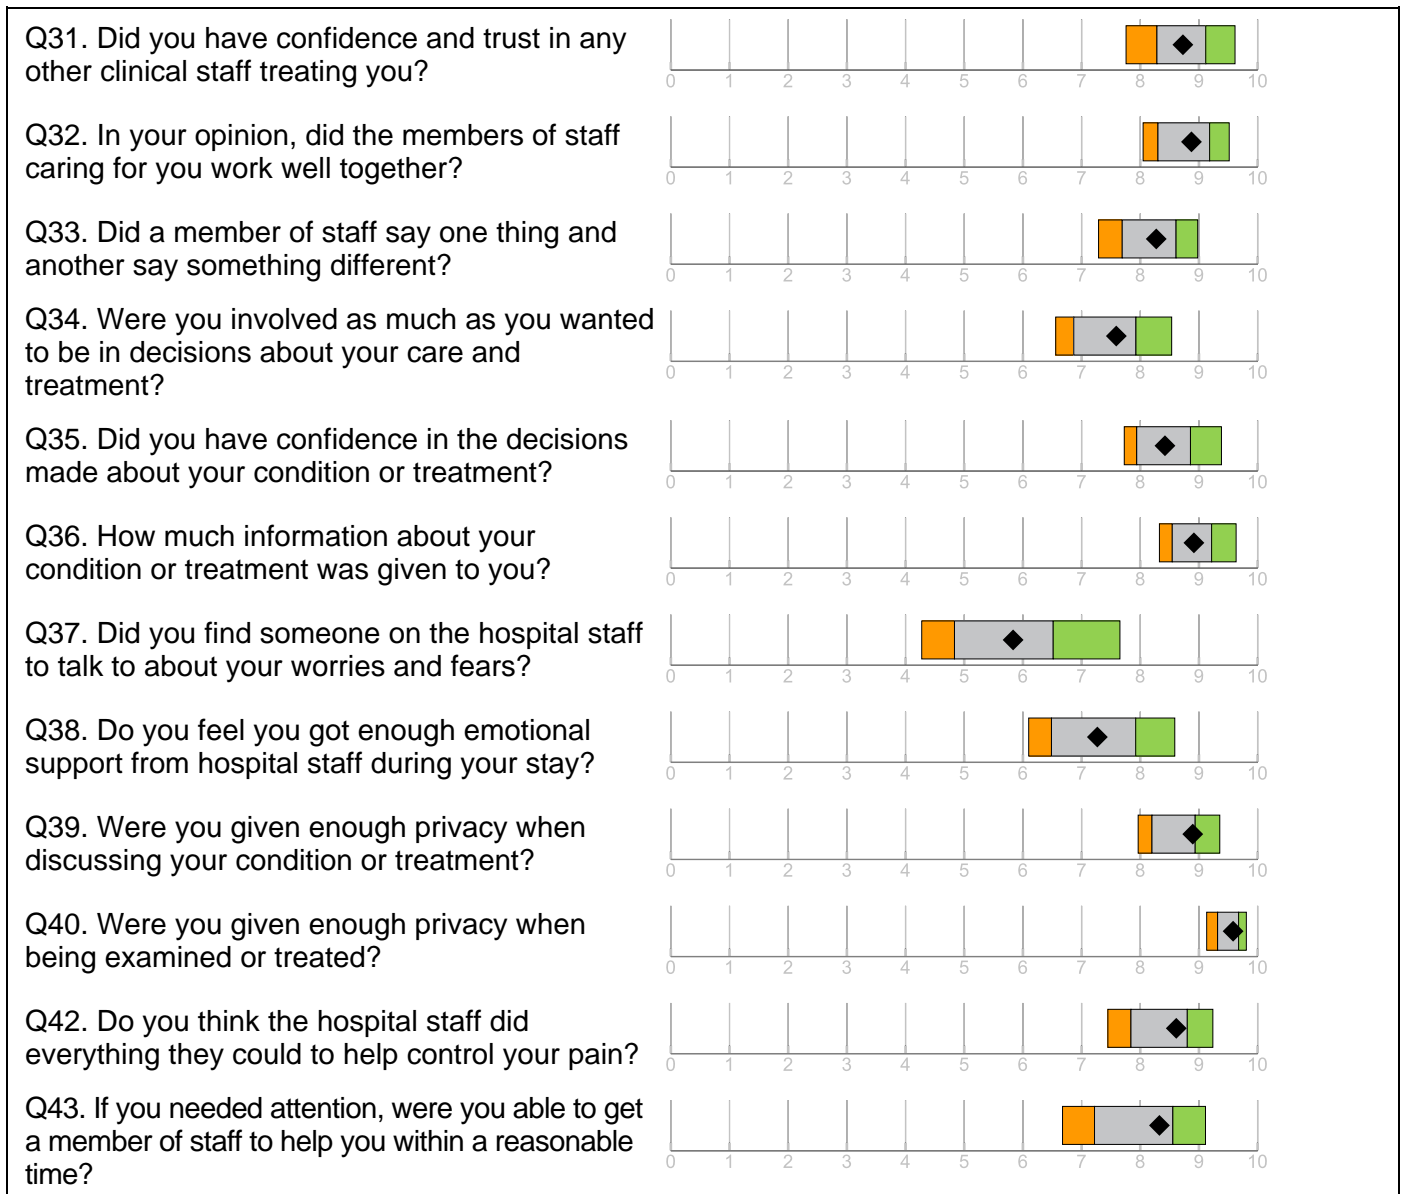 Q31. Did you have confidence and trust in any
other clinical staff treating you?
0 1 2 3 4 5 6 7 8 9 10
Q32. In your opinion, did the members of staff
caring for you work well together?
0 1 2 3 4 5 6 7 8 9 10
Q33. Did a member of staff say one thing and
another say something different?
0 1 2 3 4 5 6 7 8 9 10
Q34. Were you involved as much as you wanted
to be in decisions about your care and
treatment?
0 1 2 3 4 5 6 7 8 9 10
Q35. Did you have confidence in the decisions
made about your condition or treatment?
0 1 2 3 4 5 6 7 8 9 10
Q36. How much information about your
condition or treatment was given to you?
0 1 2 3 4 5 6 7 8 9 10
Q37. Did you find someone on the hospital staff
to talk to about your worries and fears?
0 1 2 3 4 5 6 7 8 9 10
Q38. Do you feel you got enough emotional
support from hospital staff during your stay?
0 1 2 3 4 5 6 7 8 9 10
Q39. Were you given enough privacy when
discussing your condition or treatment?
0 1 2 3 4 5 6 7 8 9 10
Q40. Were you given enough privacy when
being examined or treated?
0 1 2 3 4 5 6 7 8 9 10
Q42. Do you think the hospital staff did
everything they could to help control your pain?
0 1 2 3 4 5 6 7 8 9 10
Q43. If you needed attention, were you able to get
a member of staff to help you within a reasonable
time?
0 1 2 3 4 5 6 7 8 9 10